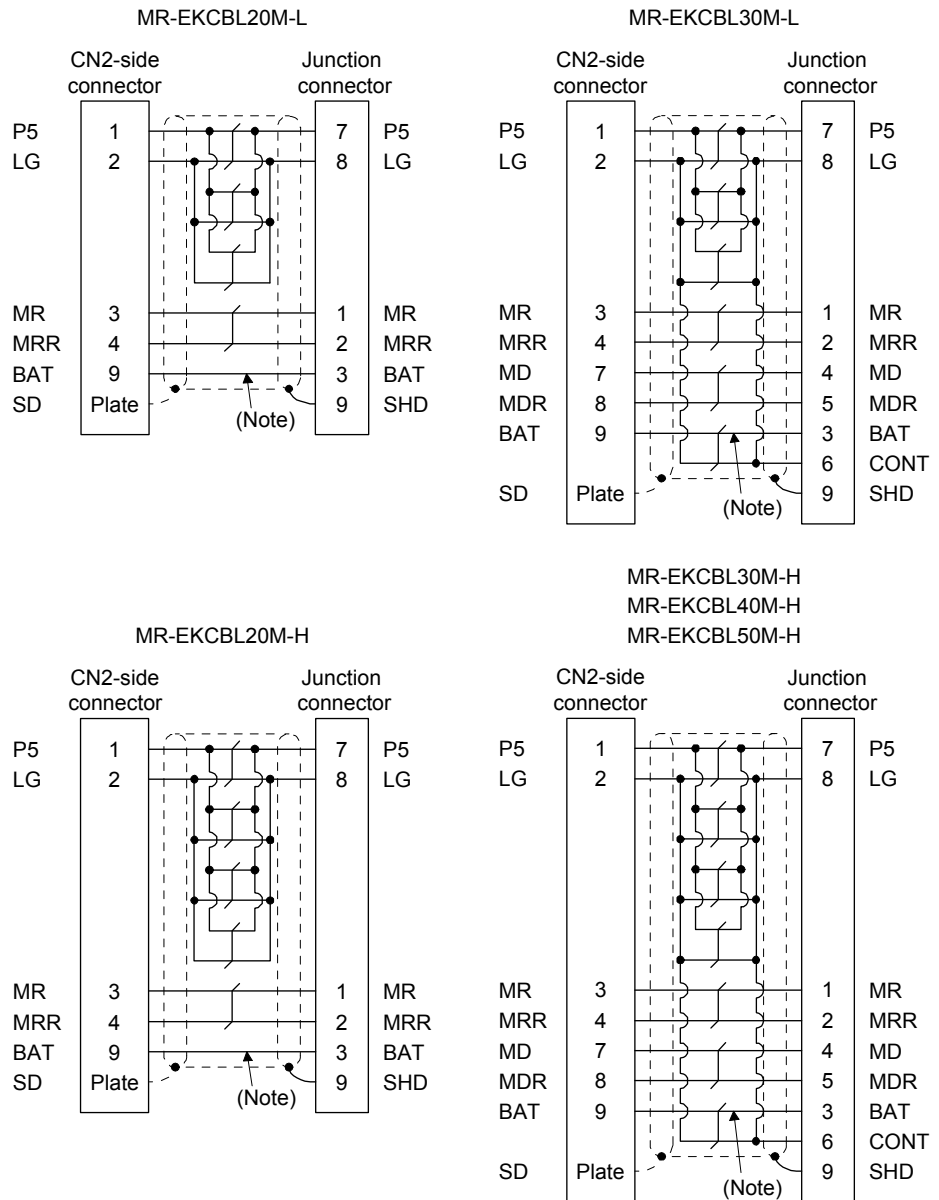 MR-EKCBL20M-L
CN2-side connector
Junction connector
P5 1 7 P5
LG 2 8 LG
MR 3 1 MR
MRR 4 2 MRR
BAT 9 3 BAT
SD Plate 9 SHD
(Note)
MR-EKCBL30M-L
CN2-side connector
Junction connector
P5 1 7 P5
LG 2 8 LG
MR 3 1 MR
MRR 4 2 MRR
MD 7 4 MD
MDR 8 5 MDR
BAT 9 3 BAT
6 CONT
SD Plate 9 SHD
(Note)
MR-EKCBL20M-H
CN2-side connector
Junction connector
P5 1 7 P5
LG 2 8 LG
MR 3 1 MR
MRR 4 2 MRR
BAT 9 3 BAT
SD Plate 9 SHD
(Note)
MR-EKCBL30M-H
MR-EKCBL40M-H
MR-EKCBL50M-H
CN2-side connector
Junction connector
P5 1 7 P5
LG 2 8 LG
MR 3 1 MR
MRR 4 2 MRR
MD 7 4 MD
MDR 8 5 MDR
BAT 9 3 BAT
6 CONT
SD Plate 9 SHD
(Note)